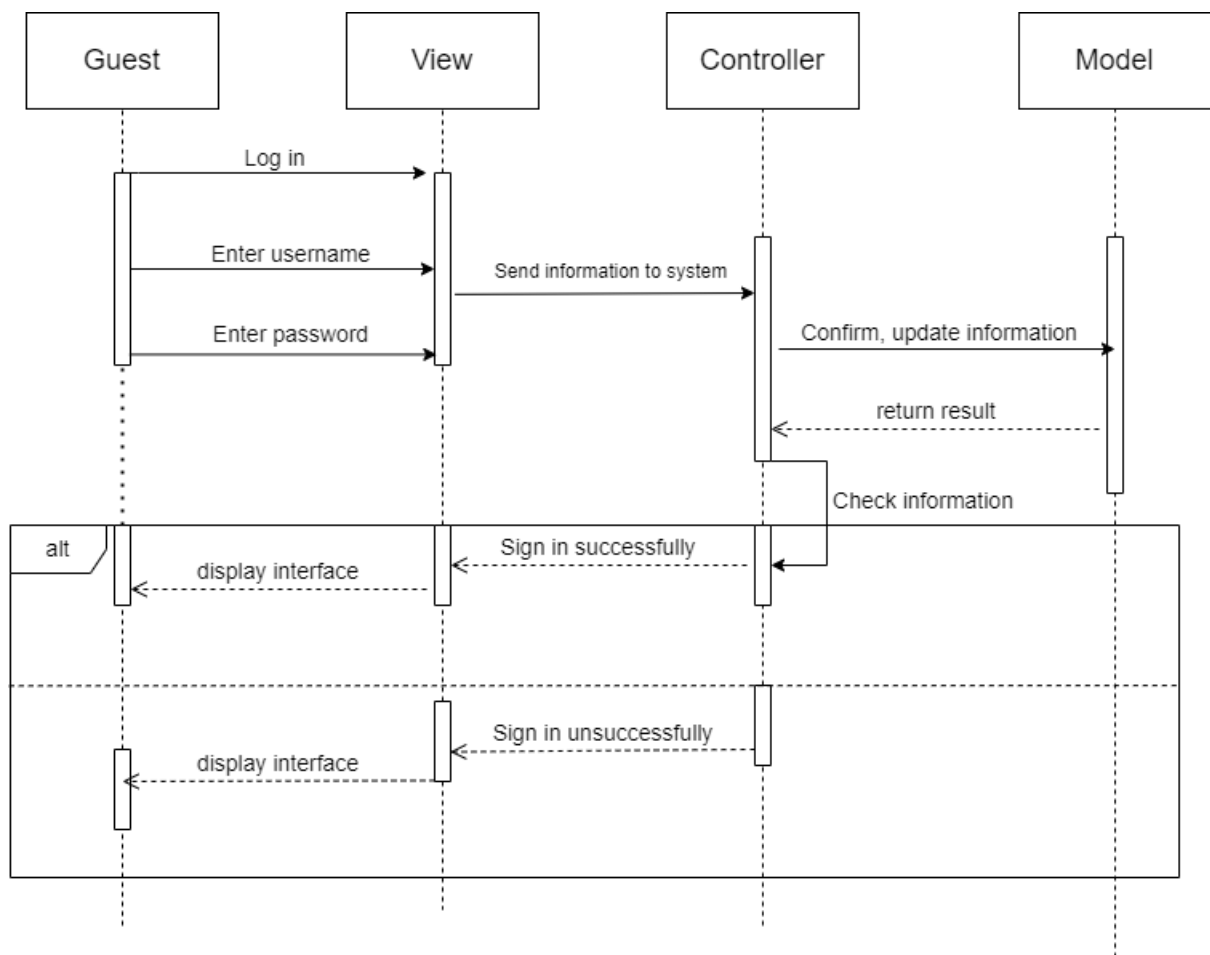 Guest
View
Controller
Model
Log in
Enter username
Send information to system
Enter password
Confirm, update information
return result
Check information
alt
Sign in successfully
display interface
Sign in unsuccessfully
display interface